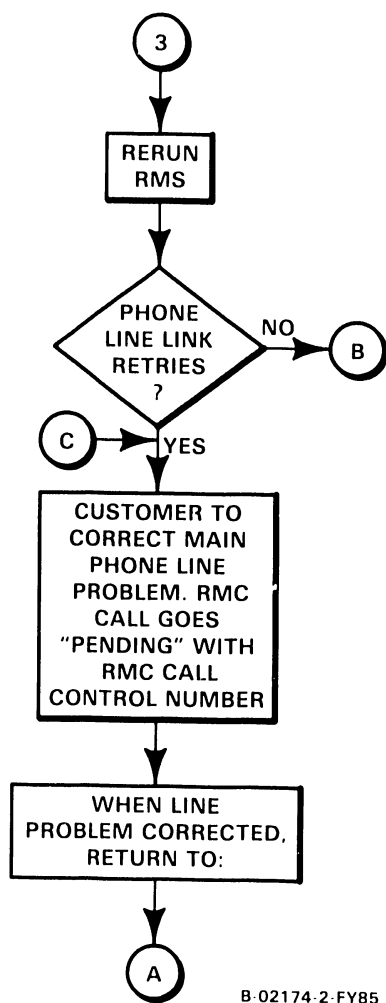 3
RERUN
RMS
PHONE
LINE LINK
RETRIES
?
NO
B
C
YES
CUSTOMER TO
CORRECT MAIN
PHONE LINE
PROBLEM. RMC
CALL GOES
"PENDING" WITH
RMC CALL
CONTROL NUMBER
WHEN LINE
PROBLEM CORRECTED,
RETURN TO:
A
B-02174-2-FY85